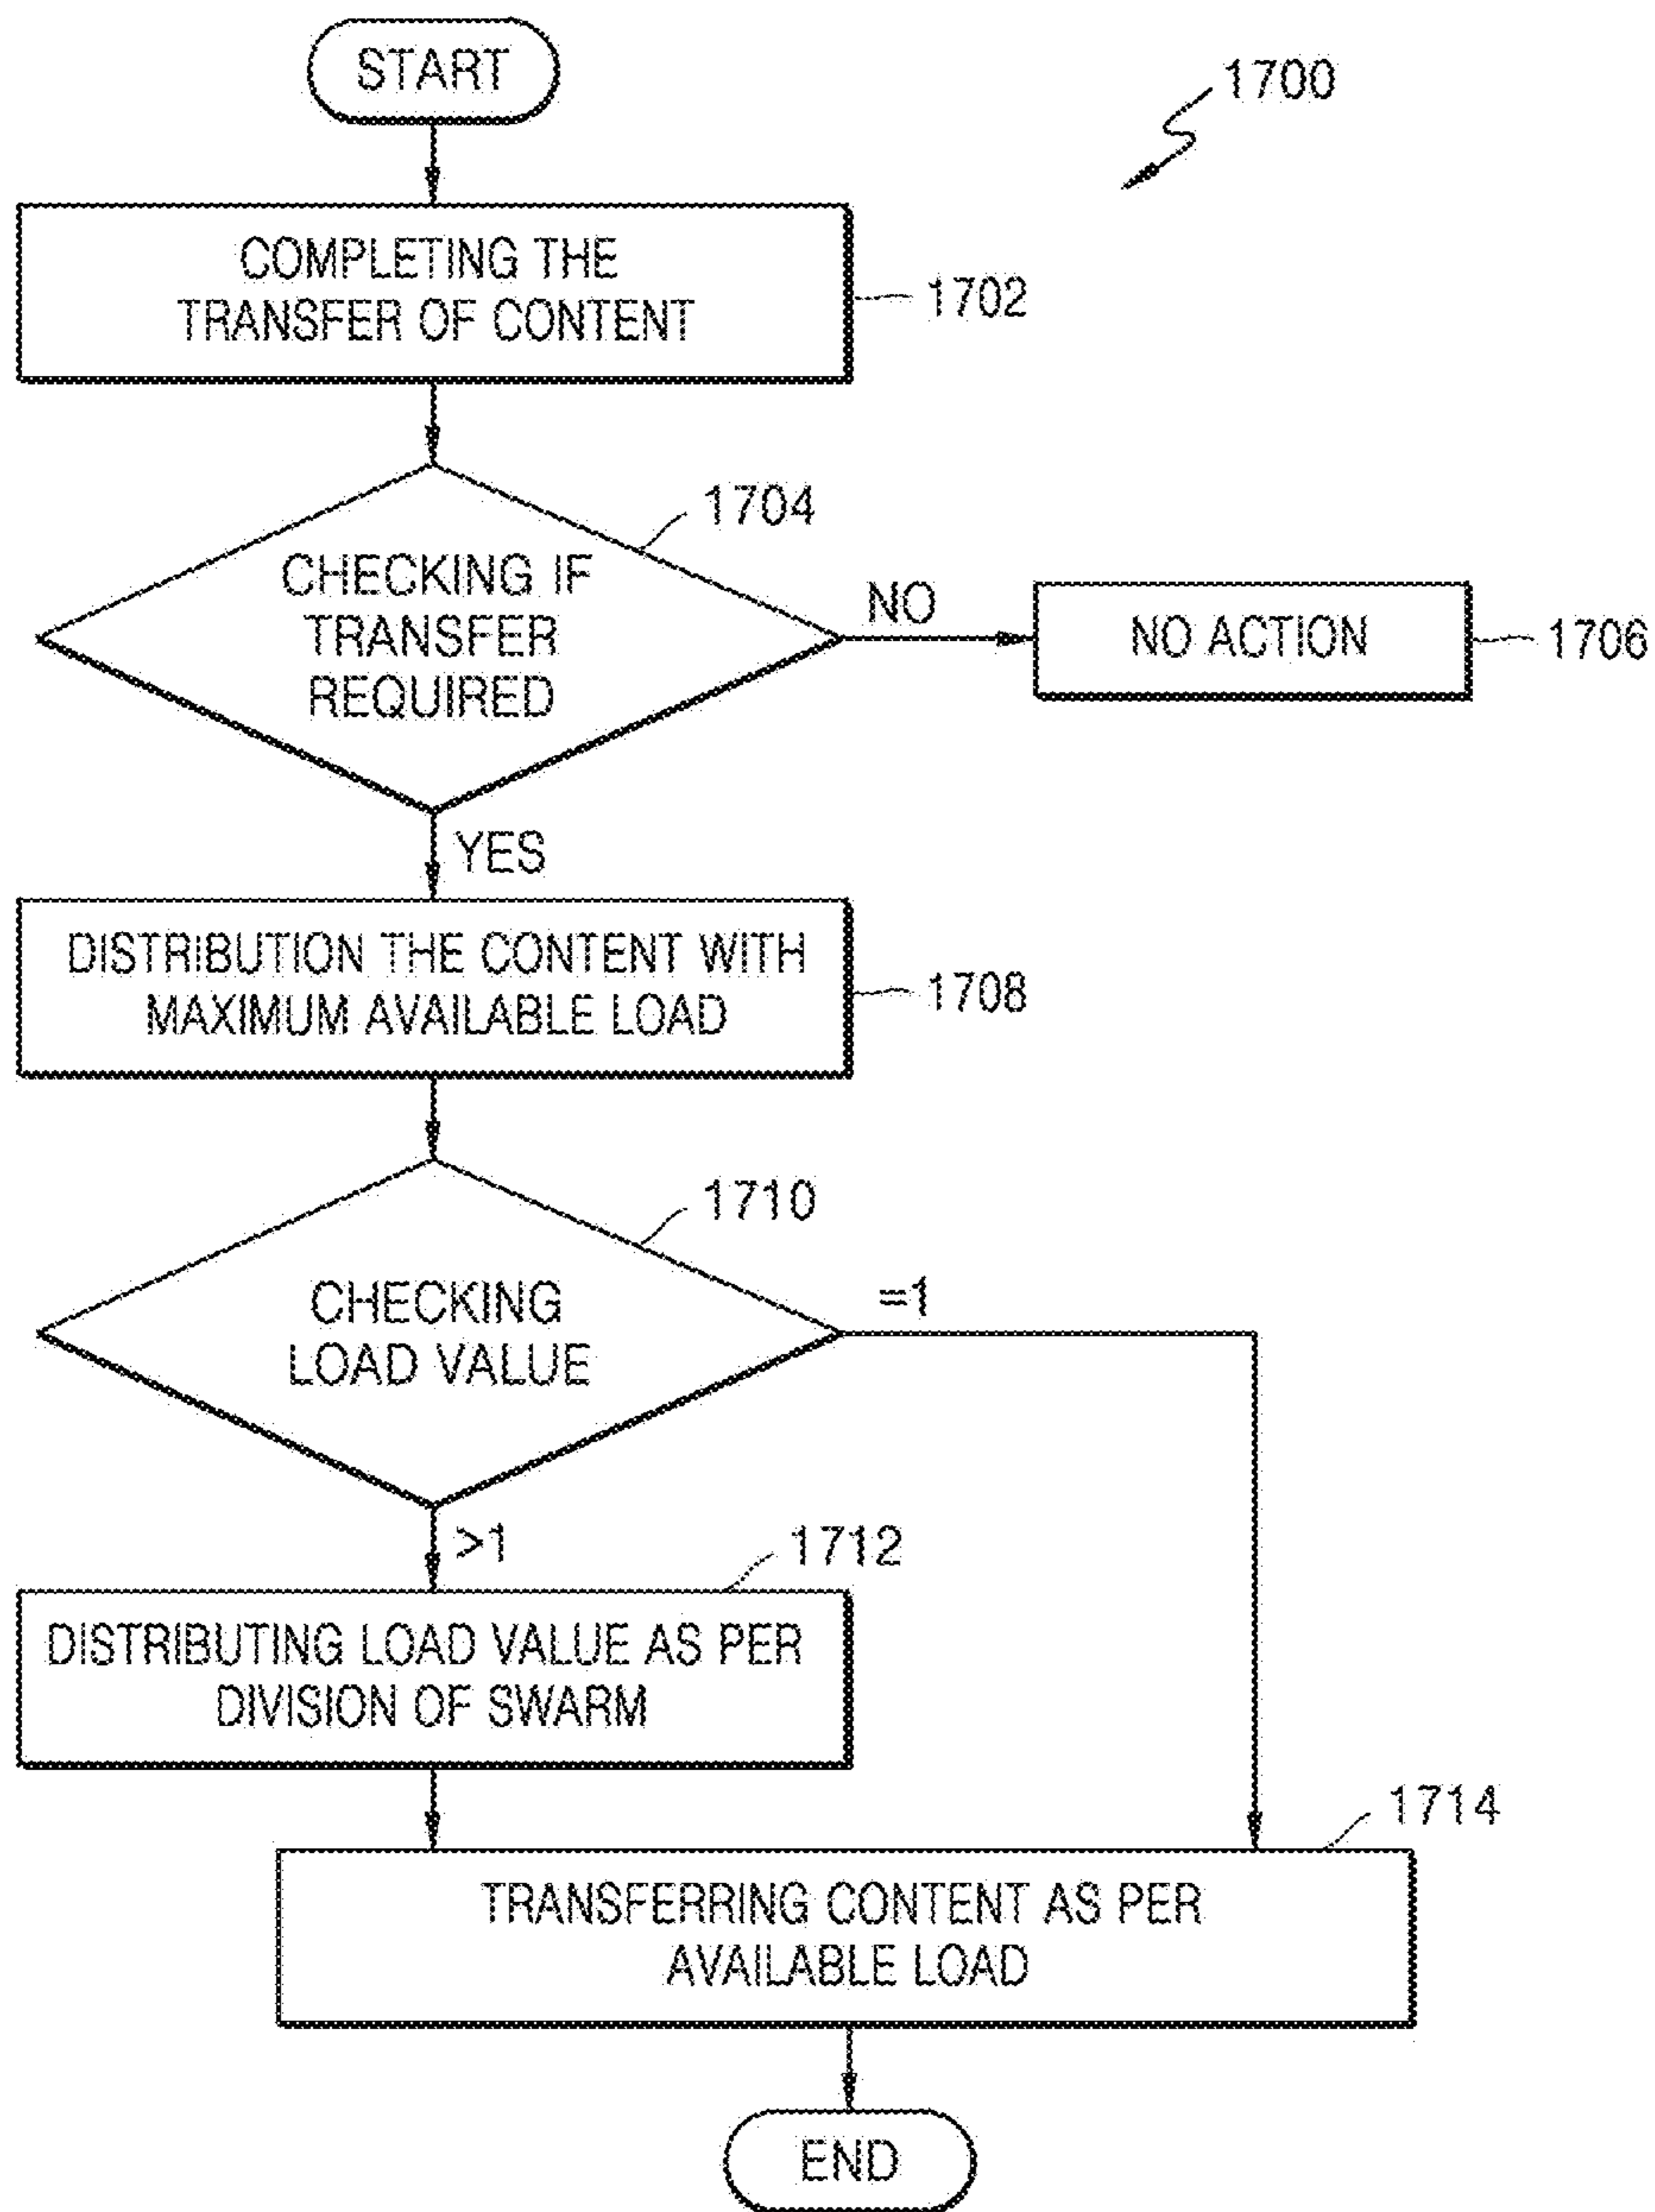 START
1700
COMPLETING THE
TRANSFER OF CONTENT
1702
1704
CHECKING IF
TRANSFER
REQUIRED
NO
NO ACTION
1706
YES
DISTRIBUTION THE CONTENT WITH
MAXIMUM AVAILABLE LOAD
1708
1710
CHECKING
LOAD VALUE
=1
>1
1712
DISTRIBUTING LOAD VALUE AS PER
DIVISION OF SWARM
1714
TRANSFERRING CONTENT AS PER
AVAILABLE LOAD
END